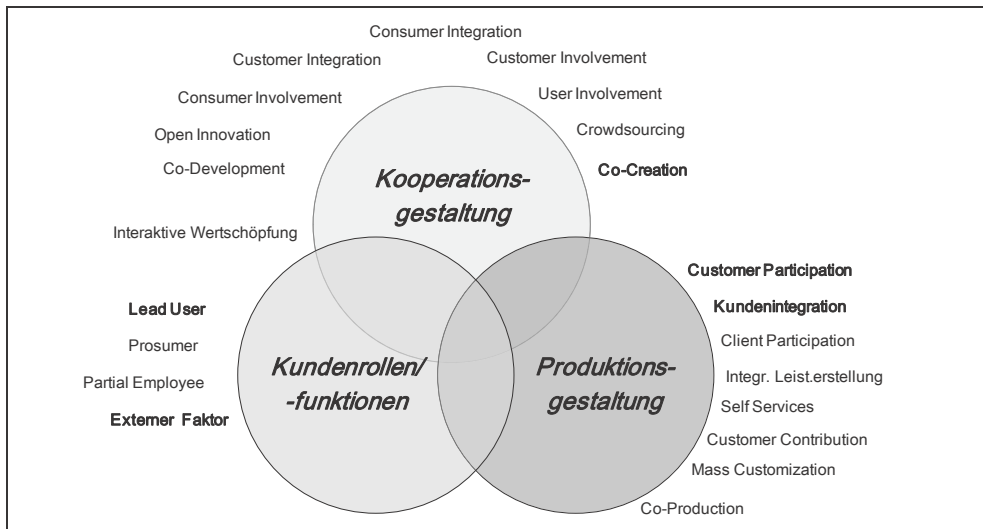 Consumer Integration
Customer Integration
Customer Involvement
Consumer Involvement
User Involvement
Open Innovation
Crowdsourcing
Co-Development
Co-Creation
Kooperations-
gestaltung
Interaktive Wertschöpfung
Customer Participation
Lead User
Kundenintegration
Prosumer
Client Participation
Kundenrollen/
-funktionen
Produktions-
gestaltung
Partial Employee
Integr. Leist.erstellung
Externer Faktor
Self Services
Customer Contribution
Mass Customization
Co-Production